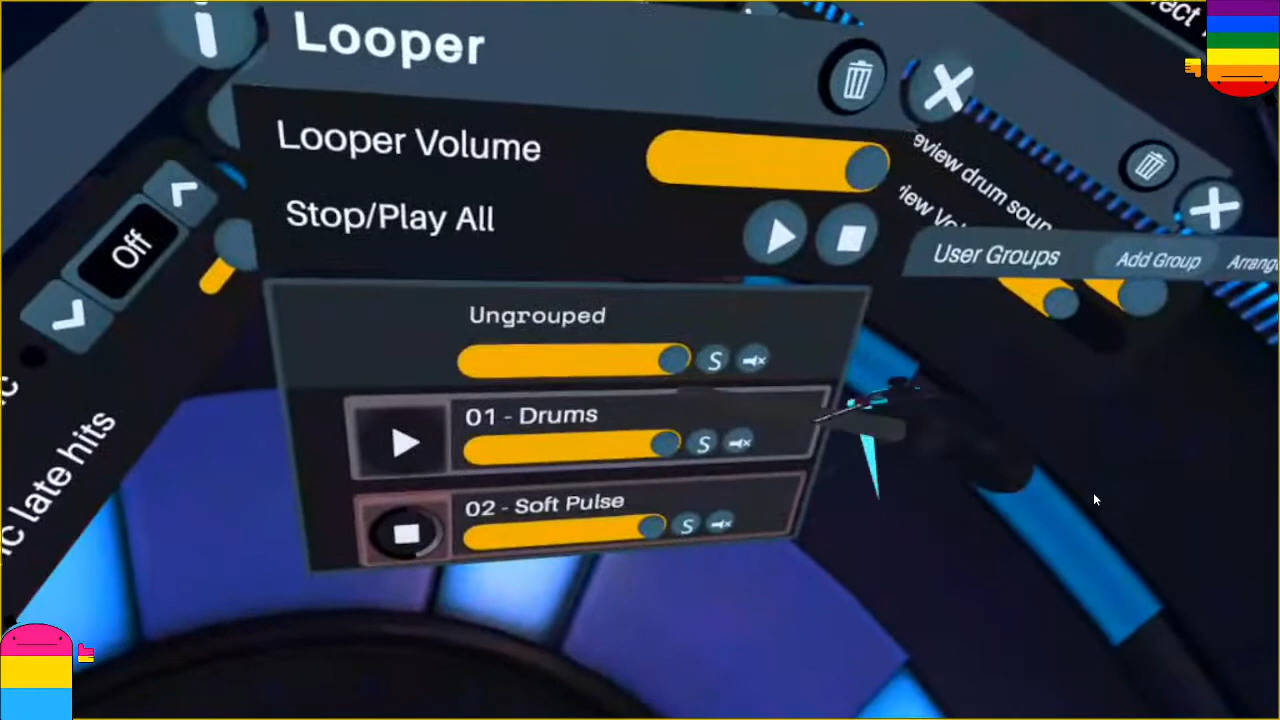 Looper
Looper Volume
Stop/Play All
Ungrouped
S
01 - Drums
S
02 - Soft Pulse
S
Off
late hits
drum
User Groups
Add Group